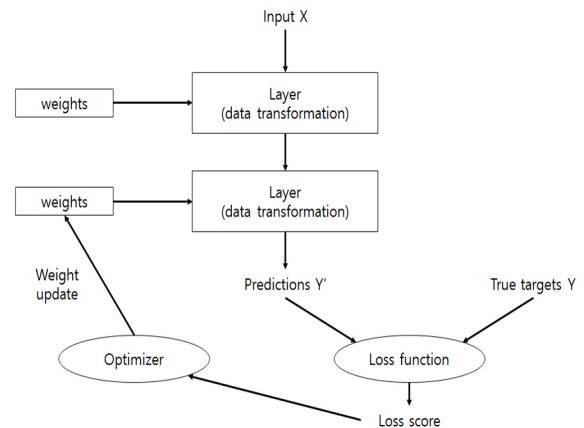 Input X
weights
Layer
(data transformation)
weights
Layer
(data transformation)
Weight
update
Predictions Y'
True targets Y
Optimizer
Loss function
Loss score